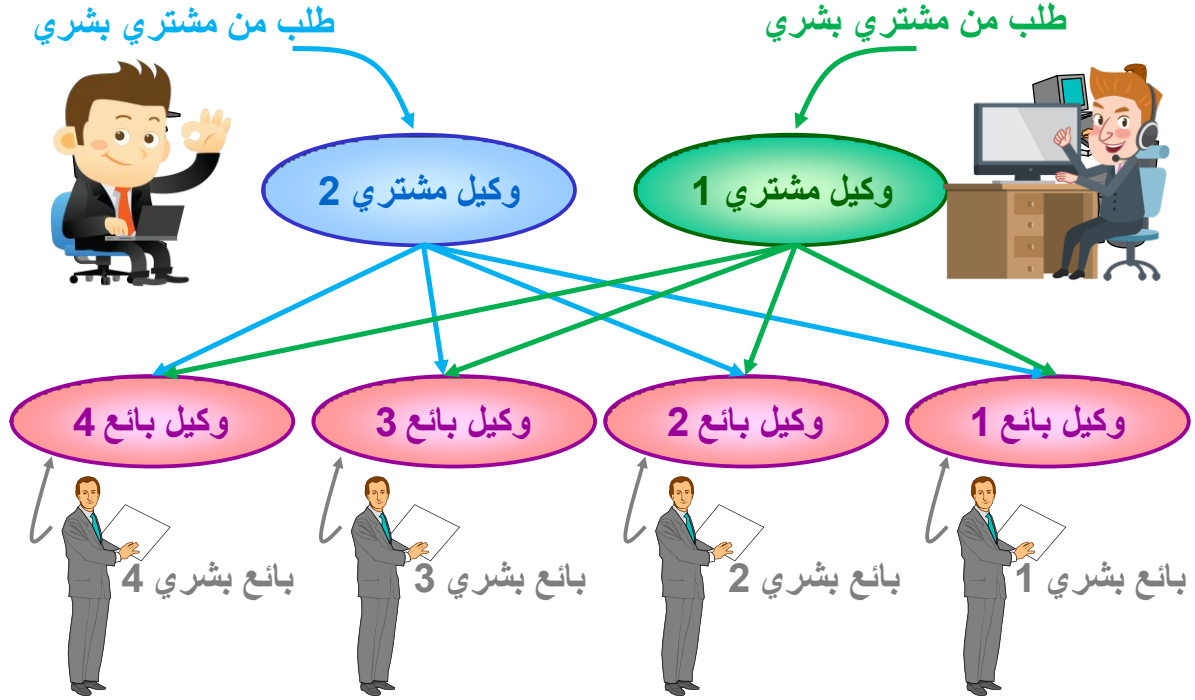 طلب من مشتري بشري
طلب من مشتري بشري
وكيل مشتري 1
وكيل مشتري 2
وكيل بائع 1
وكيل بائع 2
وكيل بائع 3
وكيل بائع 4
بائع بشري 1
بائع بشري 2
بائع بشري 3
بائع بشري 4